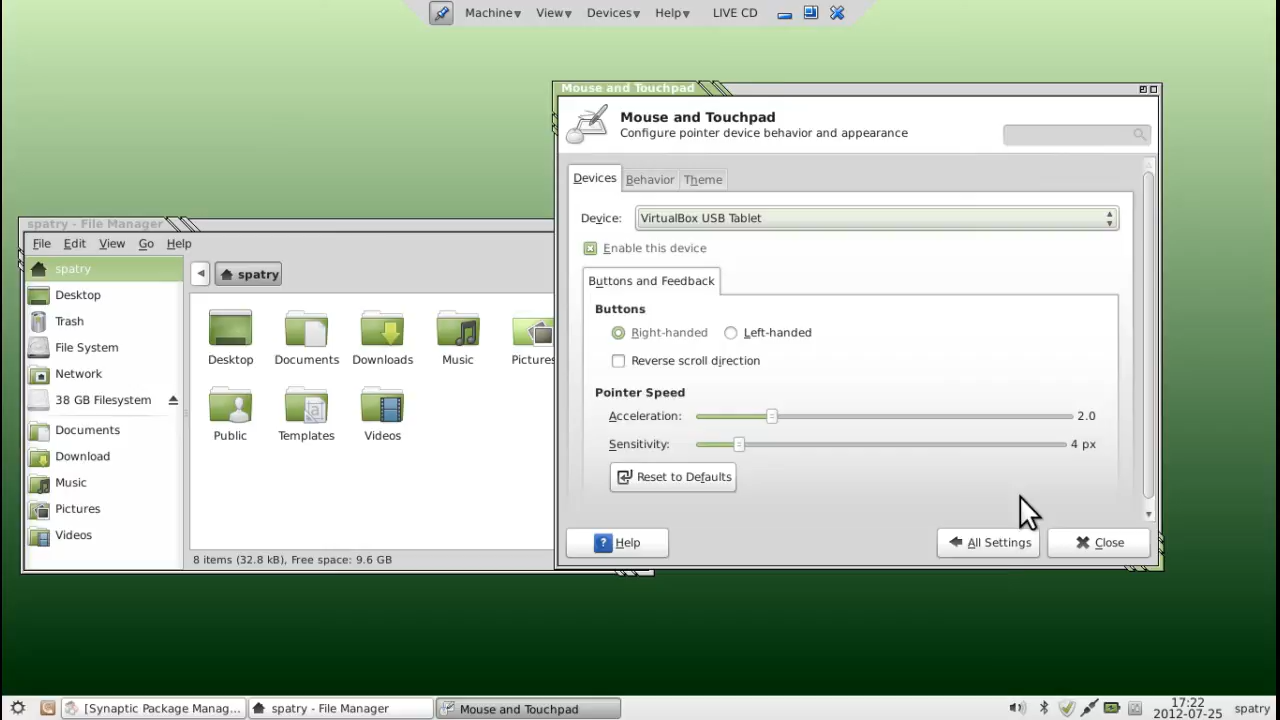 Machine View Devices Help LIVE CD
Mouse and Touchpad
Mouse and Touchpad
Configure pointer device behavior and appearance
Devices Behavior Theme
Device: VirtualBox USB Tablet
Enable this device
Buttons and Feedback
Buttons
Right-handed Left-handed
Reverse scroll direction
Pointer Speed
Acceleration: 2.0
Sensitivity: 4 px
Reset to Defaults
Help All Settings Close
spatry - File Manager
File Edit View Go Help
spatry
Desktop
Trash
File System
Network
38 GB Filesystem
Documents
Download
Music
Pictures
Videos
spatry
Desktop Documents Downloads Music Pictures
Public Templates Videos
8 items (32.8 kB), Free space: 9.6 GB
[Synaptic Package Manag... spatry - File Manager Mouse and Touchpad 17:22 spatry
2012-07-25